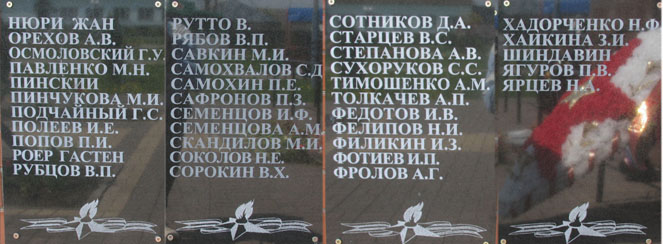 НЮРИ ЖАН
ОРЕХОВ А.В.
ОСМОЛОВСКИЙ Г.У.
ПАВЛЕНКО М.Н.
ПИНСКИИ
ПИНЧУКОВА М.И.
ПОДЧАЙНЫЙ Г.С.
ПОЛЕЕВ И.Е.
ПОПОВ П.И.
РОЕР ГАСТЕН
РУБЦОВ В.П.
РУТТО В.
РЯБОВ В.П.
САВКИН М.И.
САМОХВАЛОВ С.Д
САМОХИН П.Е.
САФРОНОВ П.З.
СЕМЕНЦОВ И.Ф.
СЕМЕНЦОВА А.М.
СКАНДИЛОВ М.И.
СОКОЛОВ Н.Е.
СОРОКИН В.Х.
СОТНИКОВ Д.А.
СТАРЦЕВ В.С.
СТЕПАНОВА А.В.
СУХОРУКОВ С.С.
ТИМОШЕНКО А.М.
ТОЛКАЧЕВ А.П.
ФЕДОТОВ И.В.
ФЕЛИПОВ Н.И.
ФИЛИКИН И.З.
ФОТИЕВ И.П.
ФРОЛОВ А.Г.
ХАДОРЧЕНКО Н.Ф.
ХАЙКИНА З.И.
ШИНДАВИН
ЯГУРОВ П.В.
ЯРЦЕВ Н.А.